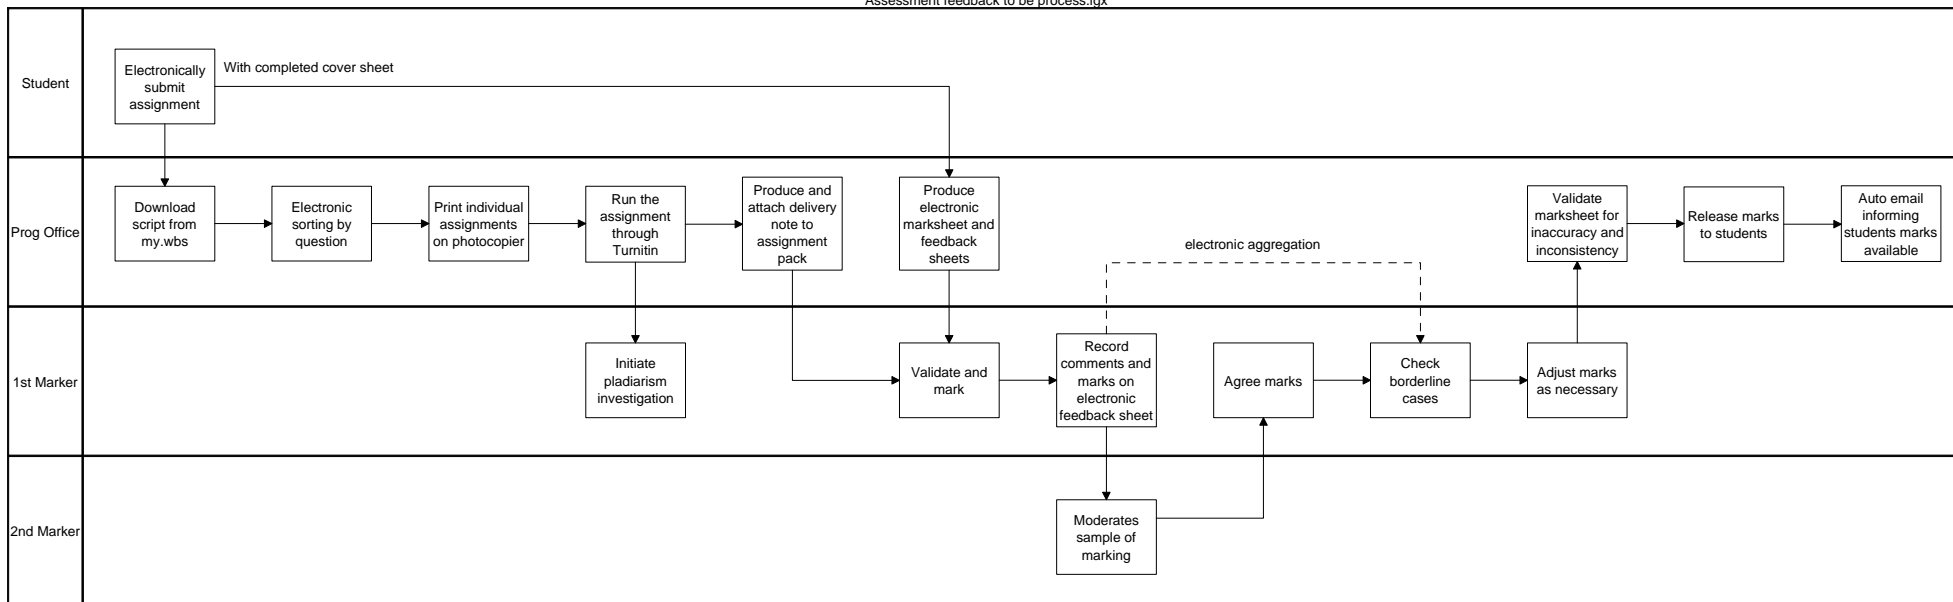 Assessment feedback to be process.igx
Student
Electronically
submit
assignment
With completed cover sheet
Prog Office
Download
script from
my.wbs
Electronic
sorting by
question
Print individual
assignments
on photocopier
Run the
assignment
through
Turnitin
Produce and
attach delivery
note to
assignment
pack
Produce
electronic
marksheet and
feedback
sheets
electronic aggregation
Validate
marksheet for
inaccuracy and
inconsistency
Release marks
to students
Auto email
informing
students marks
available
1st Marker
Initiate
pladiarism
investigation
Validate and
mark
Record
comments and
marks on
electronic
feedback sheet
Agree marks
Check
borderline
cases
Adjust marks
as necessary
2nd Marker
Moderates
sample of
marking